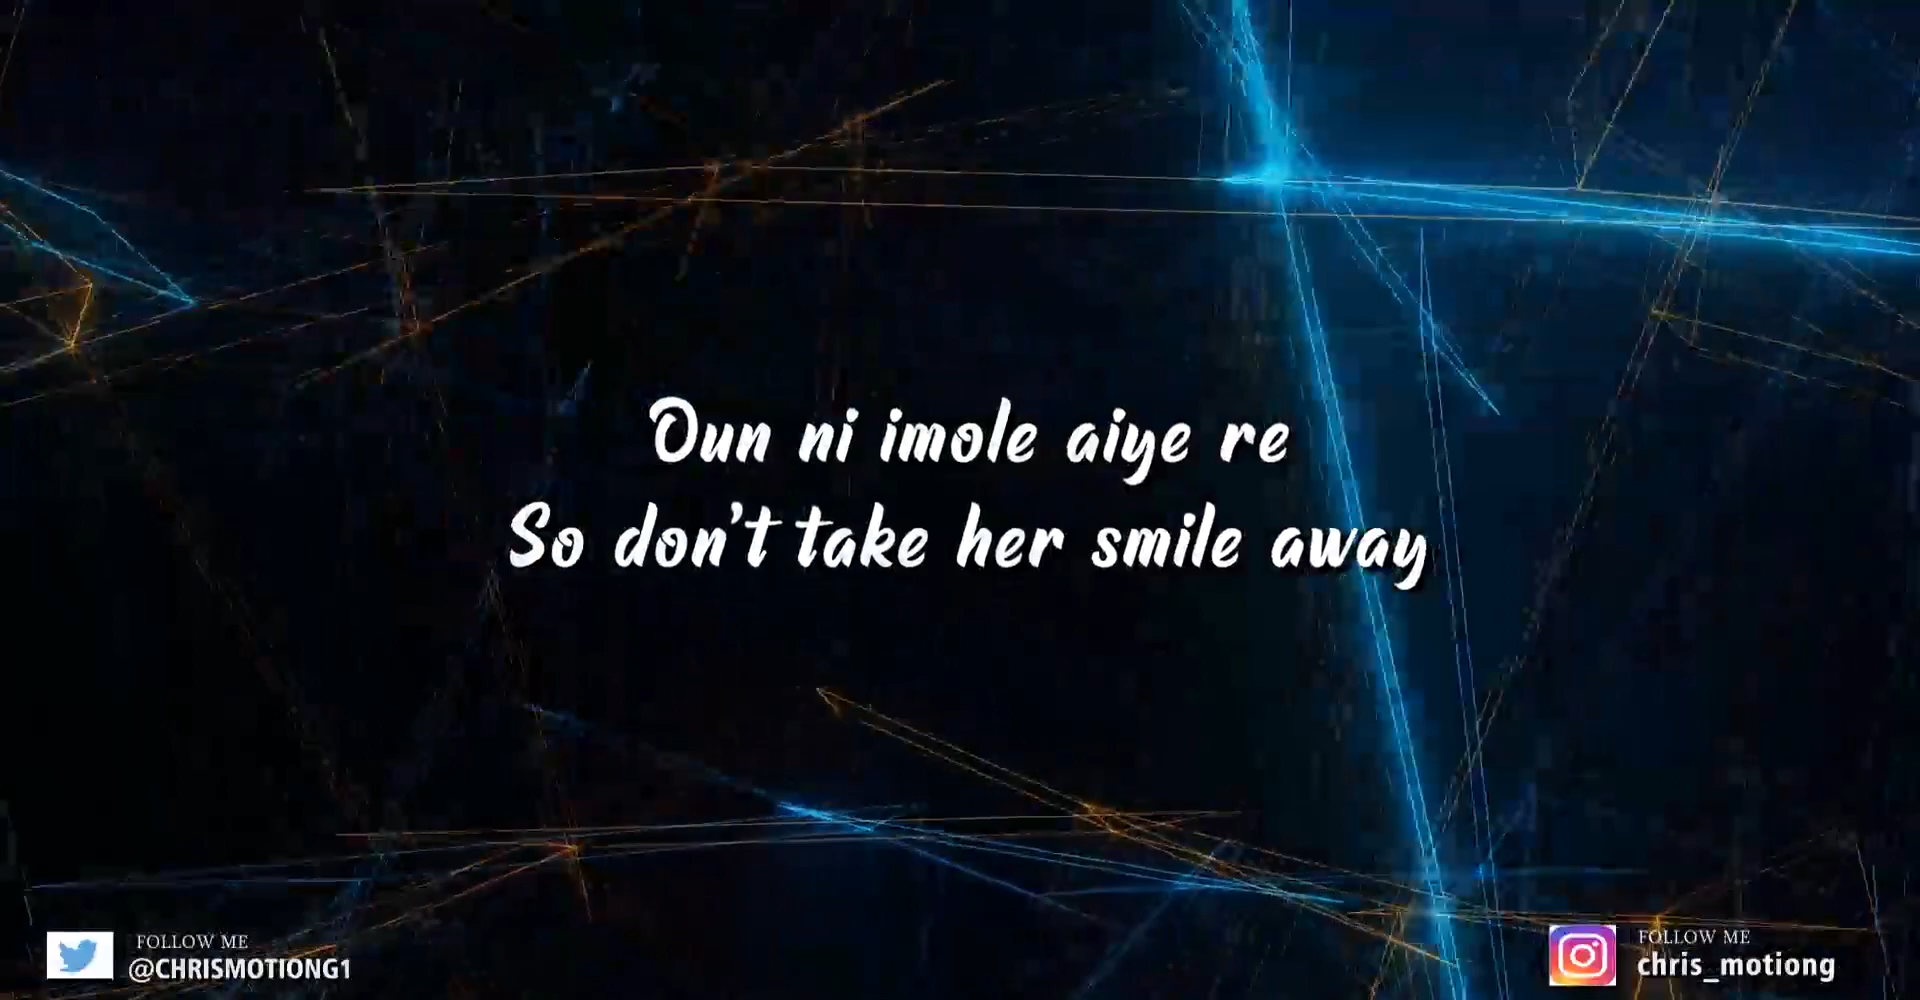 Oun ni imole aiye re
So don't take her smile away
FOLLOW ME
@CHRISMOTIONG1
FOLLOW ME
chris_motiong